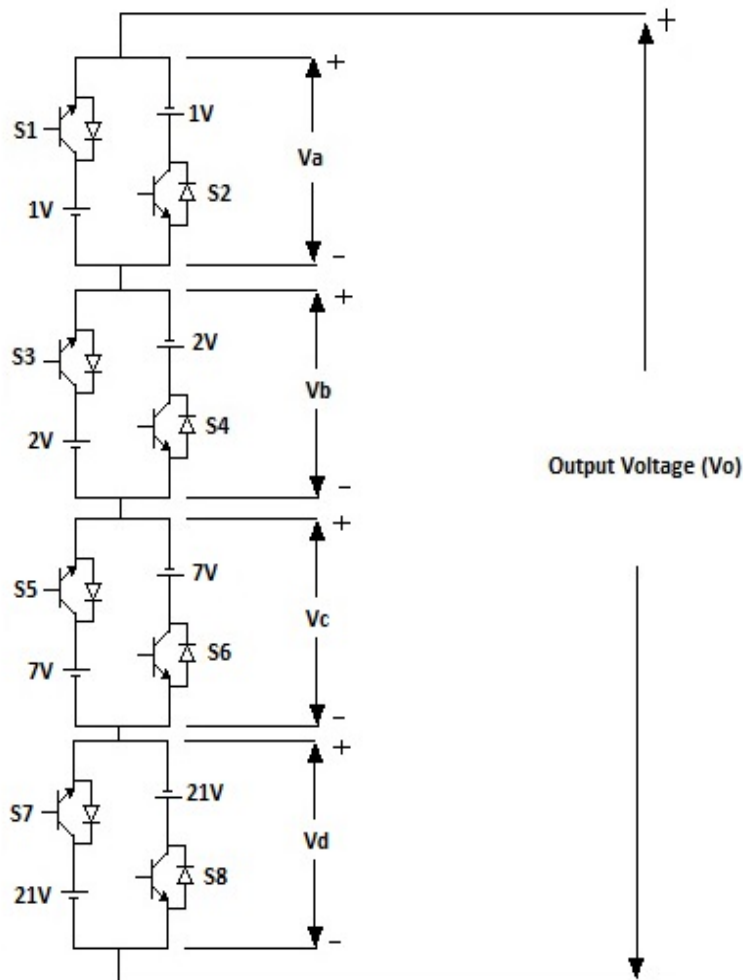 +
+
1V
S1
Va
S2
1V
-
+
2V
S3
Vb
S4
2V
Output Voltage (Vo)
-
+
7V
S5
Vc
S6
7V
-
+
21V
S7
Vd
S8
21V
-